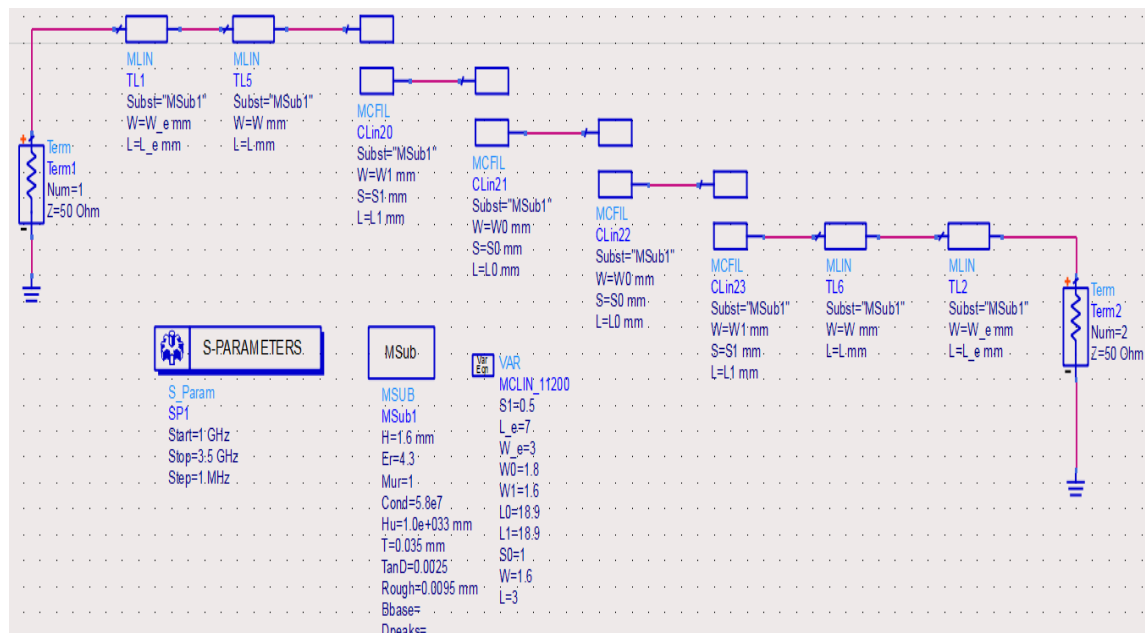 MLIN
TL1
Subst="MSub1"
W=W_e mm
L=L_e mm
MLIN
TL5
Subst="MSub1"
W=W mm
L=L mm
Term
Term1
Num=1
Z=50 Ohm
MCFIL
CLin20
Subst="MSub1"
W=W1 mm
S=S1 mm
L=L1 mm
MCFIL
CLin21
Subst="MSub1"
W=W0 mm
S=S0 mm
L=L0 mm
MCFIL
CLin22
Subst="MSub1"
W=W0 mm
S=S0 mm
L=L0 mm
MCFIL
CLin23
Subst="MSub1"
W=W1 mm
S=S1 mm
L=L1 mm
MLIN
TL6
Subst="MSub1"
W=W mm
L=L mm
MLIN
TL2
Subst="MSub1"
W=W_e mm
L=L_e mm
Term
Term2
Num=2
Z=50 Ohm
S-PARAMETERS
S_Param
SP1
Start=1 GHz
Stop=3.5 GHz
Step=1 MHz
MSub
MSUB
MSub1
H=1.6 mm
Er=4.3
Mur=1
Cond=5.8e7
Hu=1.0e+033 mm
T=0.035 mm
TanD=0.0025
Rough=0.0095 mm
Bbase=
Dpeaks=
Var
Eqn
VAR
MCLIN_11200
S1=0.5
L_e=7
W_e=3
W0=1.8
W1=1.6
L0=18.9
L1=18.9
S0=1
W=1.6
L=3